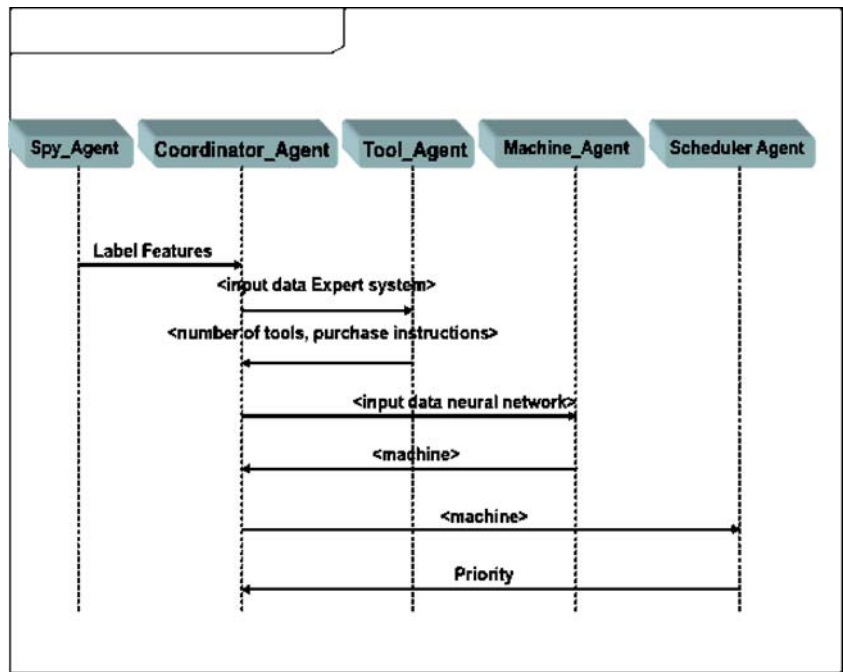 Spy_Agent
Coordinator_Agent
Tool_Agent
Machine_Agent
Scheduler Agent
Label Features
<input data Expert system>
<number of tools, purchase instructions>
<input data neural network>
<machine>
<machine>
Priority